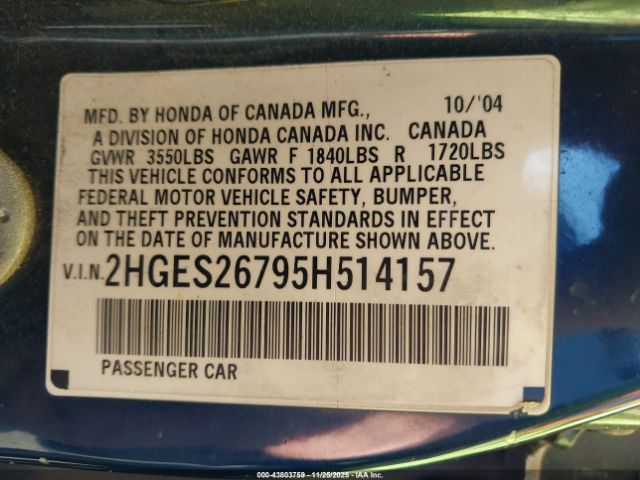 MFD. BY HONDA OF CANADA MFG., 10/'04
A DIVISION OF HONDA CANADA INC. CANADA
GVWR 3550LBS GAWR F 1840LBS R 1720LBS
THIS VEHICLE CONFORMS TO ALL APPLICABLE
FEDERAL MOTOR VEHICLE SAFETY, BUMPER,
AND THEFT PREVENTION STANDARDS IN EFFECT
ON THE DATE OF MANUFACTURE SHOWN ABOVE.
V.I.N. 2HGES26795H514157
PASSENGER CAR
© 2025 - 43803759 - 11/25/2025 - IAA Inc.